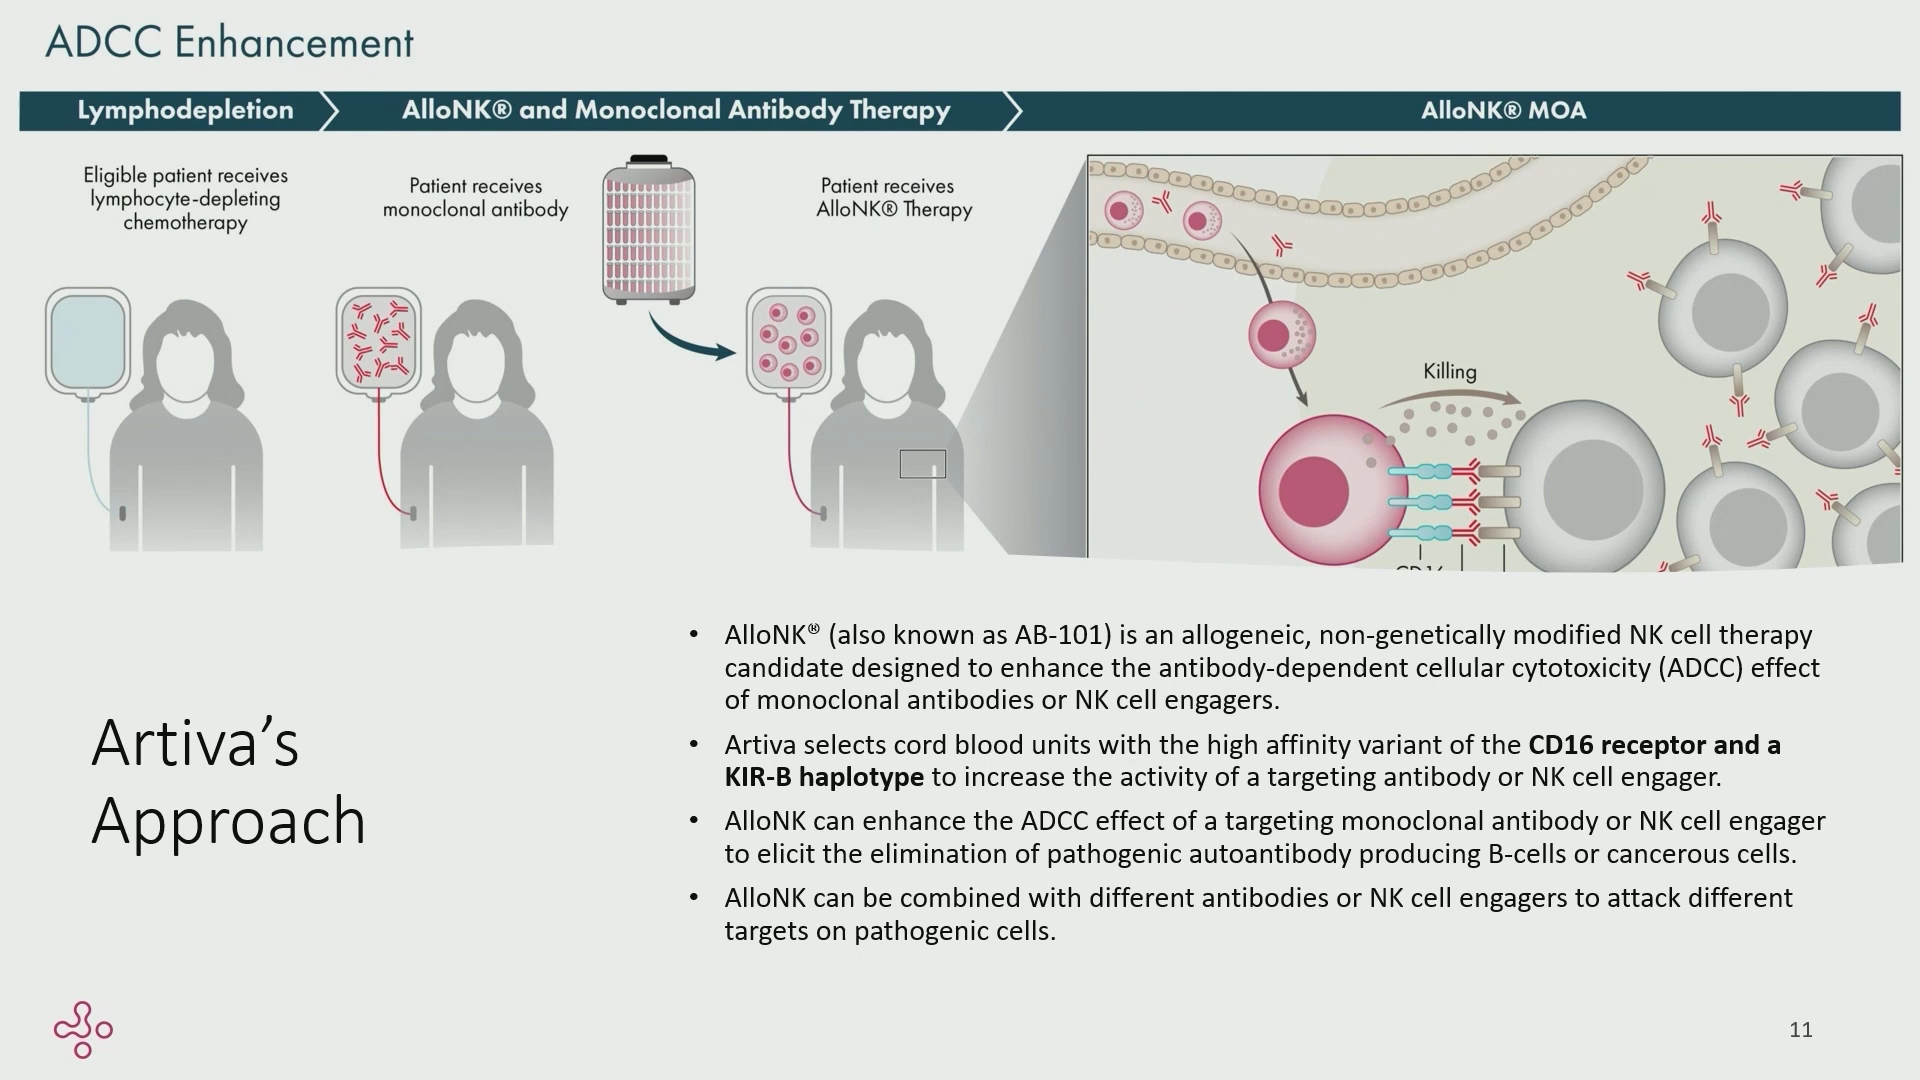 ADCC Enhancement
Lymphodepletion
AlloNK® and Monoclonal Antibody Therapy
AlloNK® MOA
Eligible patient receives
lymphocyte-depleting
chemotherapy
Patient receives
monoclonal antibody
Patient receives
AlloNK® Therapy
Killing
Artiva’s
Approach
• AlloNK® (also known as AB-101) is an allogeneic, non-genetically modified NK cell therapy
candidate designed to enhance the antibody-dependent cellular cytotoxicity (ADCC) effect
of monoclonal antibodies or NK cell engagers.
• Artiva selects cord blood units with the high affinity variant of the CD16 receptor and a
KIR-B haplotype to increase the activity of a targeting antibody or NK cell engager.
• AlloNK can enhance the ADCC effect of a targeting monoclonal antibody or NK cell engager
to elicit the elimination of pathogenic autoantibody producing B-cells or cancerous cells.
• AlloNK can be combined with different antibodies or NK cell engagers to attack different
targets on pathogenic cells.
11